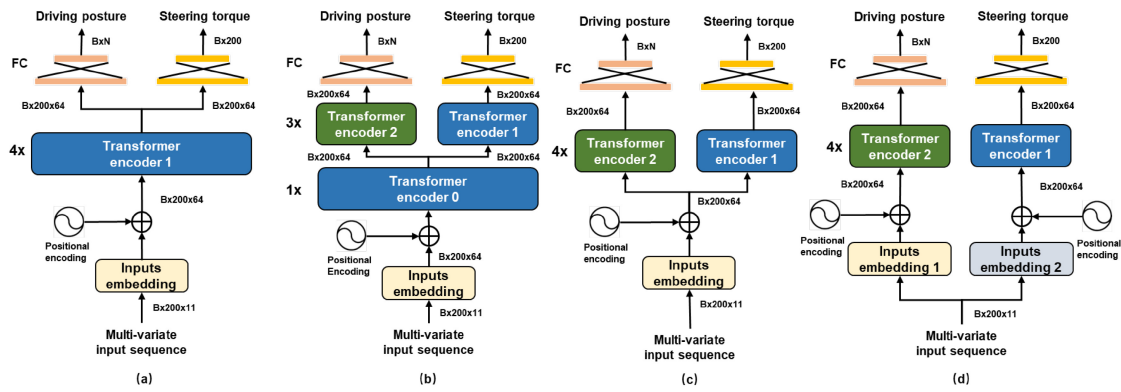 Driving posture
Steering torque
BxN
Bx200
FC
Bx200x64
Bx200x64
4x
Transformer
encoder 1
Bx200x64
Positional
encoding
Inputs
embedding
Bx200x11
Multi-variate
input sequence
(a)
Driving posture
Steering torque
BxN
Bx200
FC
Bx200x64
Bx200x64
3x
Transformer
encoder 2
Transformer
encoder 1
Bx200x64
Bx200x64
1x
Transformer
encoder 0
Positional
Encoding
Bx200x64
Inputs
embedding
Bx200x11
Multi-variate
input sequence
(b)
Driving posture
Steering torque
BxN
Bx200
FC
Bx200x64
Bx200x64
4x
Transformer
encoder 2
Transformer
encoder 1
Bx200x64
Positional
encoding
Inputs
embedding
Bx200x11
Multi-variate
input sequence
(c)
Driving posture
Steering torque
BxN
Bx200
FC
Bx200x64
Bx200x64
4x
Transformer
encoder 2
Transformer
encoder 1
Bx200x64
Bx200x64
Positional
encoding
Positional
encoding
Inputs
embedding 1
Inputs
embedding 2
Bx200x11
Multi-variate
input sequence
(d)